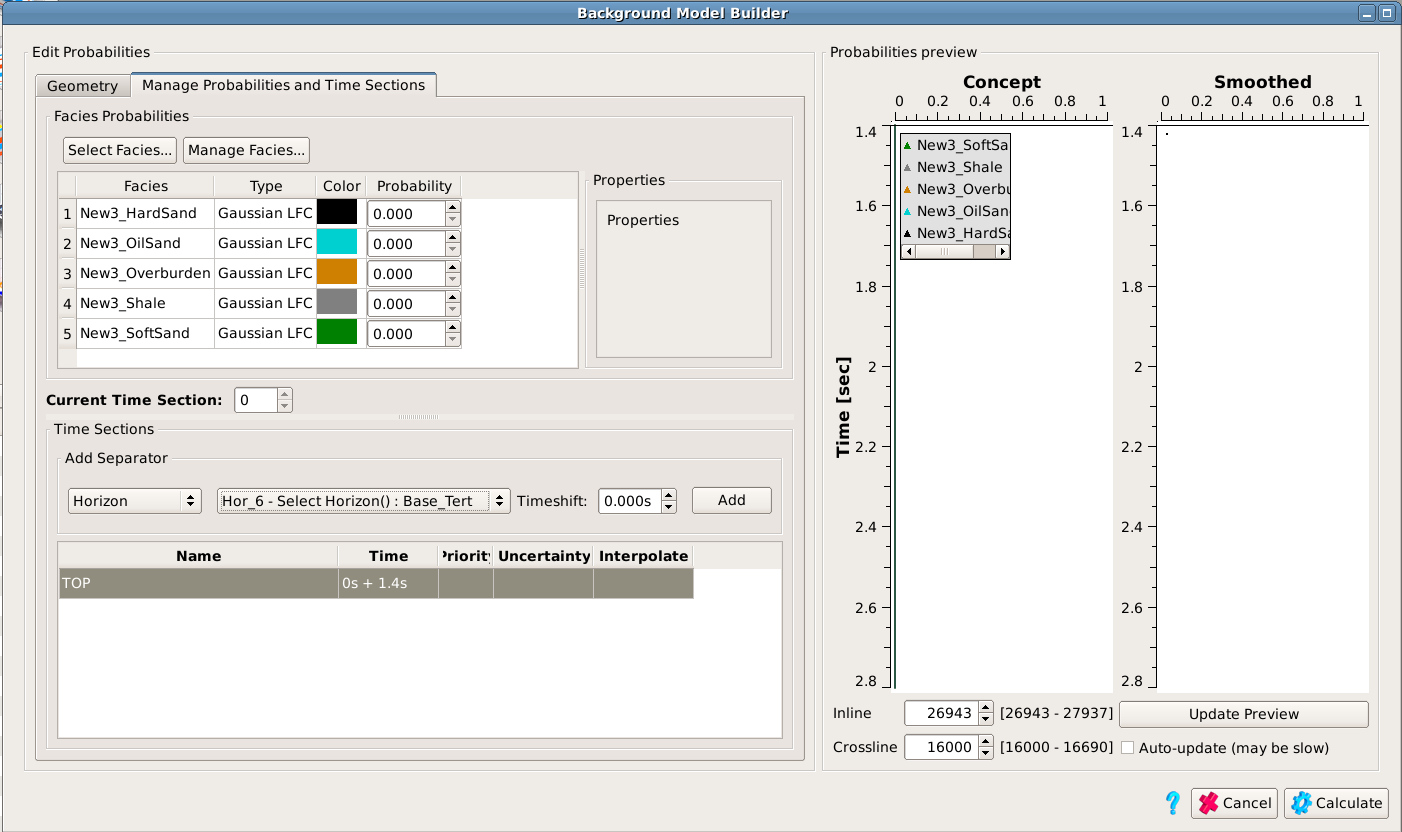 Background Model Builder
Edit Probabilities
Geometry
Manage Probabilities and Time Sections
Facies Probabilities
Select Facies...
Manage Facies...
Facies Type Color Probability
1 New3_HardSand Gaussian LFC 0.000
2 New3_OilSand Gaussian LFC 0.000
3 New3_Overburden Gaussian LFC 0.000
4 New3_Shale Gaussian LFC 0.000
5 New3_SoftSand Gaussian LFC 0.000
Properties
Properties
Current Time Section: 0
Time Sections
Add Separator
Horizon Hor_6 - Select Horizon() : Base_Tert Timeshift: 0.000s Add
Name Time Priorit Uncertainty Interpolate
TOP 0s + 1.4s
Probabilities preview
Concept
0 0.2 0.4 0.6 0.8 1
Smoothed
0 0.2 0.4 0.6 0.8 1
Time [sec]
1.4
1.6
1.8
2
2.2
2.4
2.6
2.8
New3_SoftSa
New3_Shale
New3_Overbu
New3_OilSan
New3_HardSa
1.4
1.6
1.8
2
2.2
2.4
2.6
2.8
Inline 26943 [26943 - 27937] Update Preview
Crossline 16000 [16000 - 16690] Auto-update (may be slow)
? Cancel Calculate